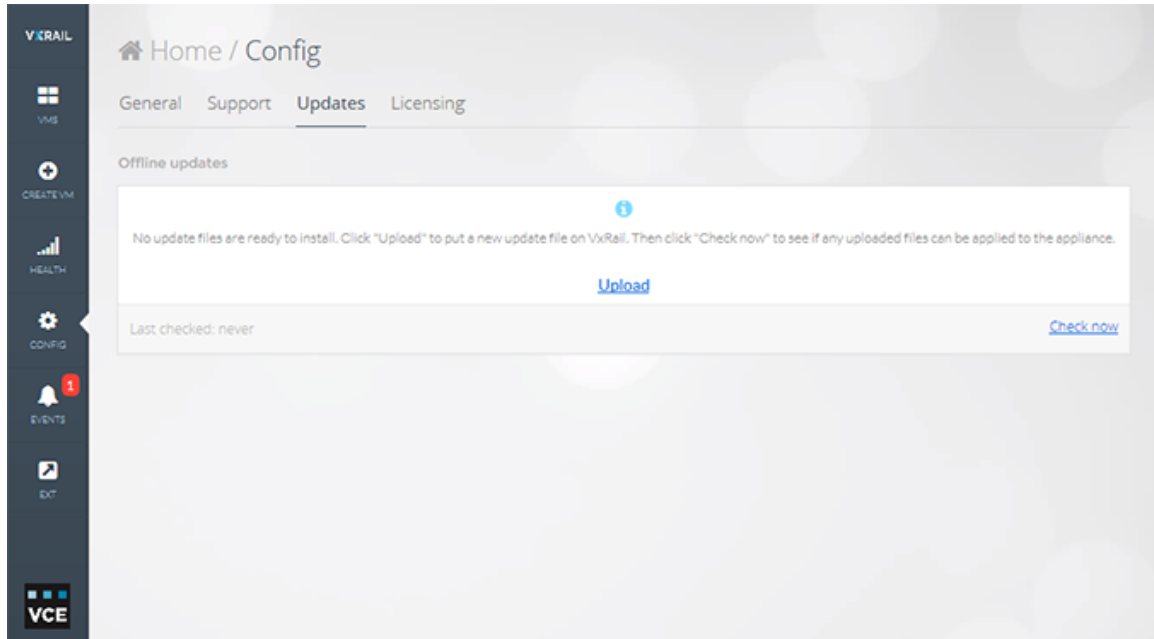 VXRAIL
Home / Config
General Support Updates Licensing
VMS
CREATE VM
HEALTH
CONFIG
1
EVENTS
EXT
VCE
Offline updates
No update files are ready to install. Click "Upload" to put a new update file on VxRail. Then click "Check now" to see if any uploaded files can be applied to the appliance.
Upload
Last checked: never
Check now